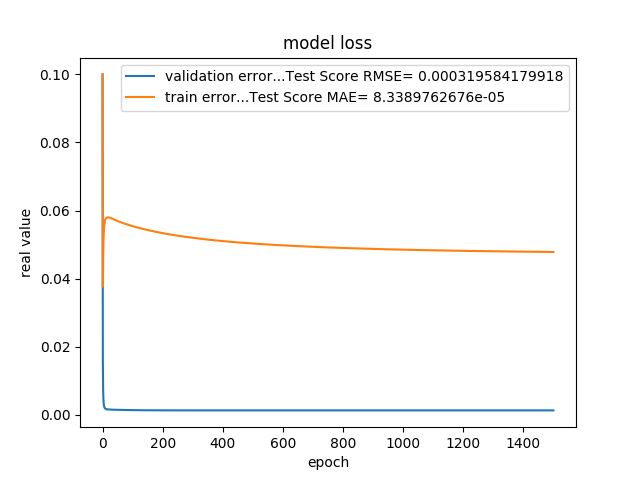 model loss
validation error...Test Score RMSE= 0.000319584179918
train error...Test Score MAE= 8.3389762676e-05
real value
0.10
0.08
0.06
0.04
0.02
0.00
0 200 400 600 800 1000 1200 1400
epoch